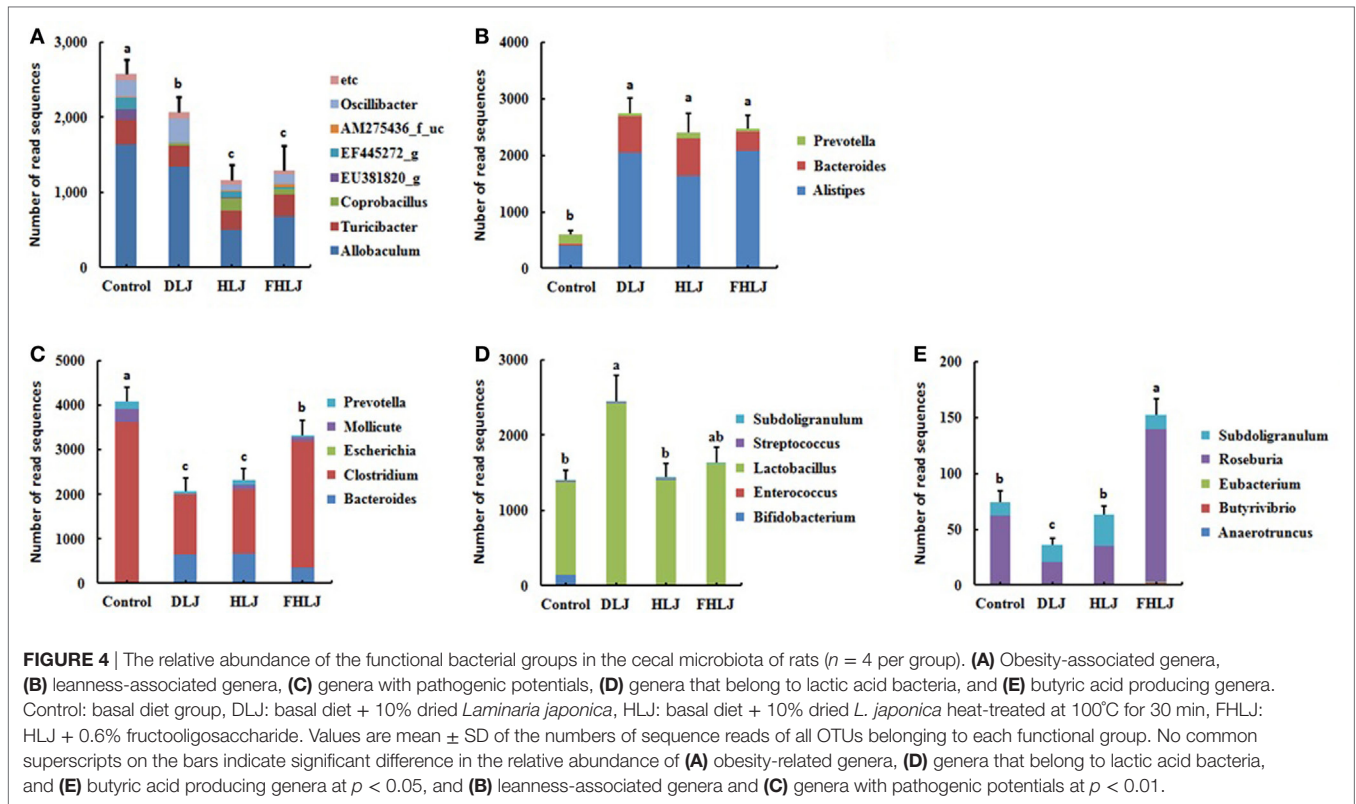 A
Number of read sequences
3,000
2,000
1,000
0
a
b
c
c
Control DLJ HLJ FHLJ
etc
Oscillibacter
AM275436_f_uc
EF445272_g
EU381820_g
Coprobacillus
Turicibacter
Allobaculum
B
Nuber of read sequences
4000
3000
2000
1000
0
b
a
a
a
Control DLJ HLJ FHLJ
Prevotella
Bacteroides
Alistipes
C
Number of read sequences
5000
4000
3000
2000
1000
0
a
c
c
b
Control DLJ HLJ FHLJ
Prevotella
Mollicute
Escherichia
Clostridium
Bacteroides
D
Number of read sequences
3000
2000
1000
0
b
a
b
ab
Control DLJ HLJ FHLJ
Subdoligranulum
Streptococcus
Lactobacillus
Enterococcus
Bifidobacterium
E
Number of read sequences
200
150
100
50
0
b
c
b
a
Control DLJ HLJ FHLJ
Subdoligranulum
Roseburia
Eubacterium
Butyrivibrio
Anaerotruncus
FIGURE 4 | The relative abundance of the functional bacterial groups in the cecal microbiota of rats (n = 4 per group). (A) Obesity-associated genera,
(B) leanness-associated genera, (C) genera with pathogenic potentials, (D) genera that belong to lactic acid bacteria, and (E) butyric acid producing genera.
Control: basal diet group, DLJ: basal diet + 10% dried Laminaria japonica, HLJ: basal diet + 10% dried L. japonica heat-treated at 100°C for 30 min, FHLJ:
HLJ + 0.6% fructooligosaccharide. Values are mean ± SD of the numbers of sequence reads of all OTUs belonging to each functional group. No common
superscripts on the bars indicate significant difference in the relative abundance of (A) obesity-related genera, (D) genera that belong to lactic acid bacteria,
and (E) butyric acid producing genera at p < 0.05, and (B) leanness-associated genera and (C) genera with pathogenic potentials at p < 0.01.